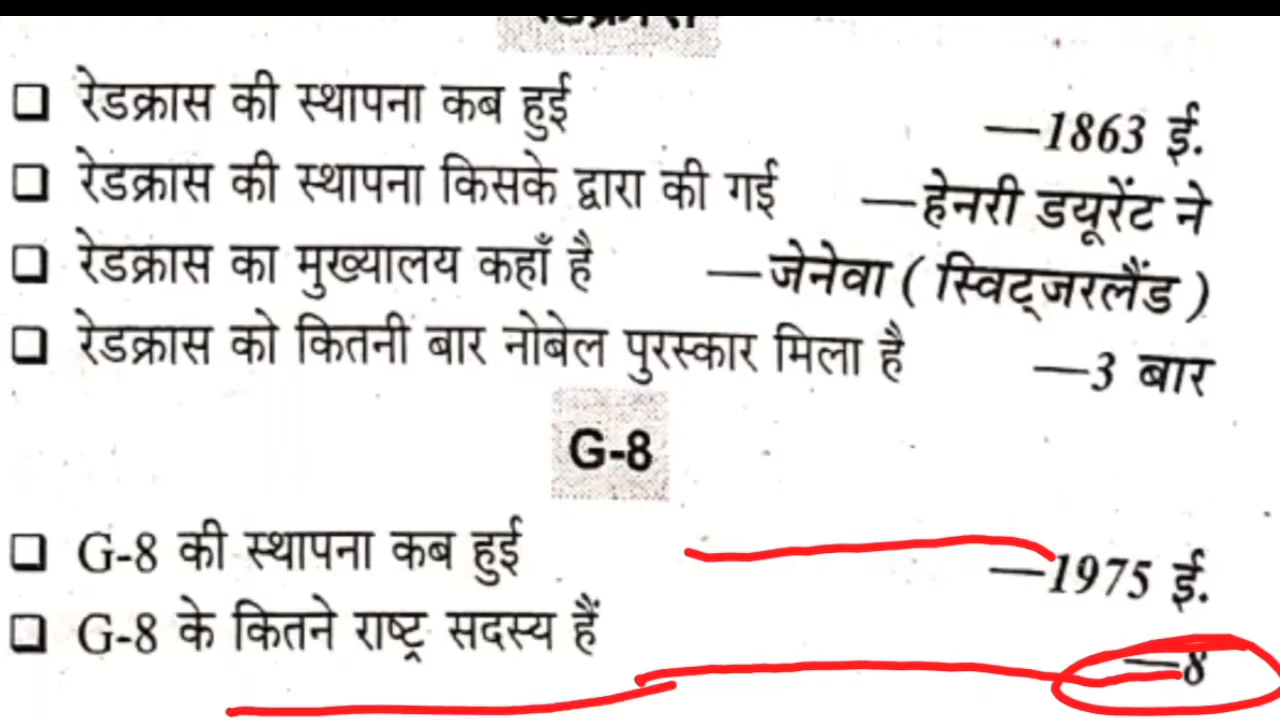 रेडक्रास
❑ रेडक्रास की स्थापना कब हुई —1863 ई.
❑ रेडक्रास की स्थापना किसके द्वारा की गई —हेनरी डयूरेंट ने
❑ रेडक्रास का मुख्यालय कहाँ है —जेनेवा ( स्विट्जरलैंड )
❑ रेडक्रास को कितनी बार नोबेल पुरस्कार मिला है —3 बार
G-8
❑ G-8 की स्थापना कब हुई —1975 ई.
❑ G-8 के कितने राष्ट्र सदस्य हैं —8